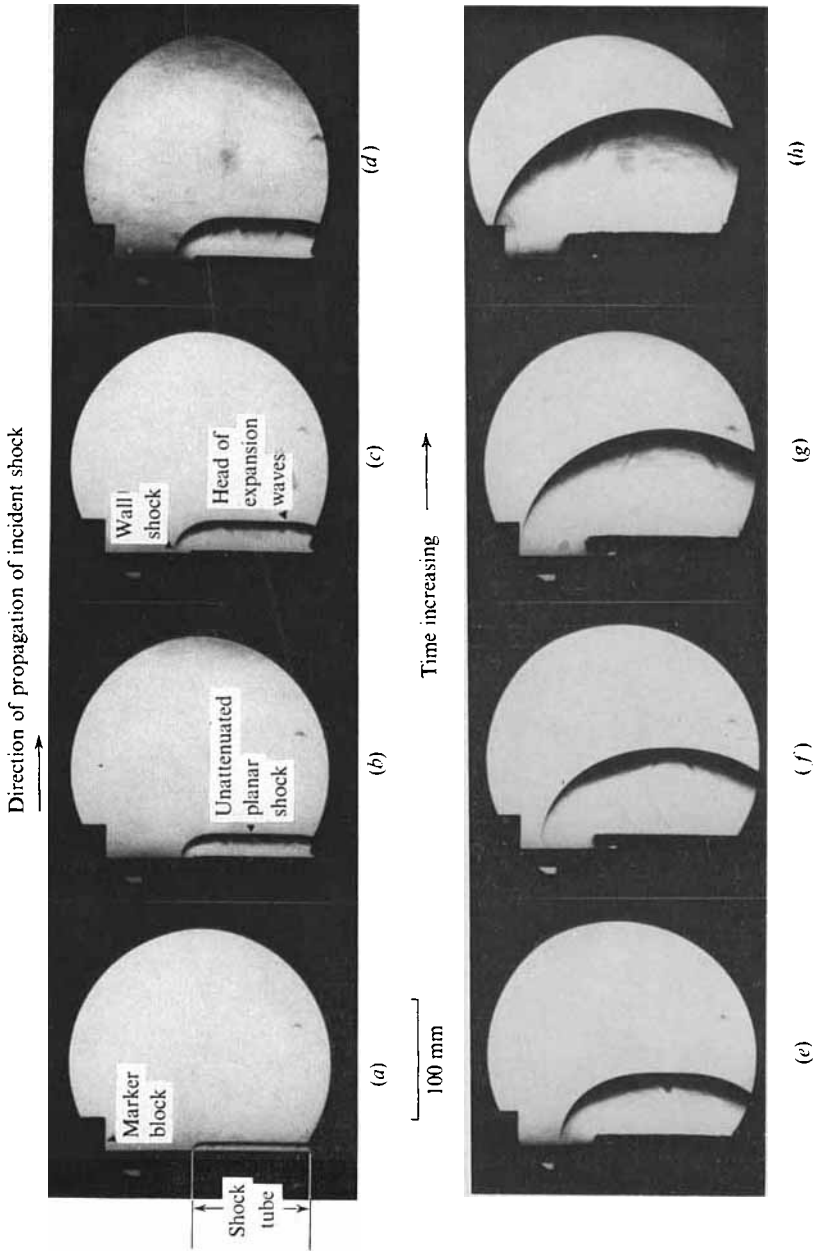 Direction of propagation of incident shock
Marker
block
Unattenuated
planar
shock
Wall
shock
Head of
expansion
waves
Shock
tube
(a)
(b)
(c)
(d)
100 mm
Time increasing
(e)
(f)
(g)
(h)